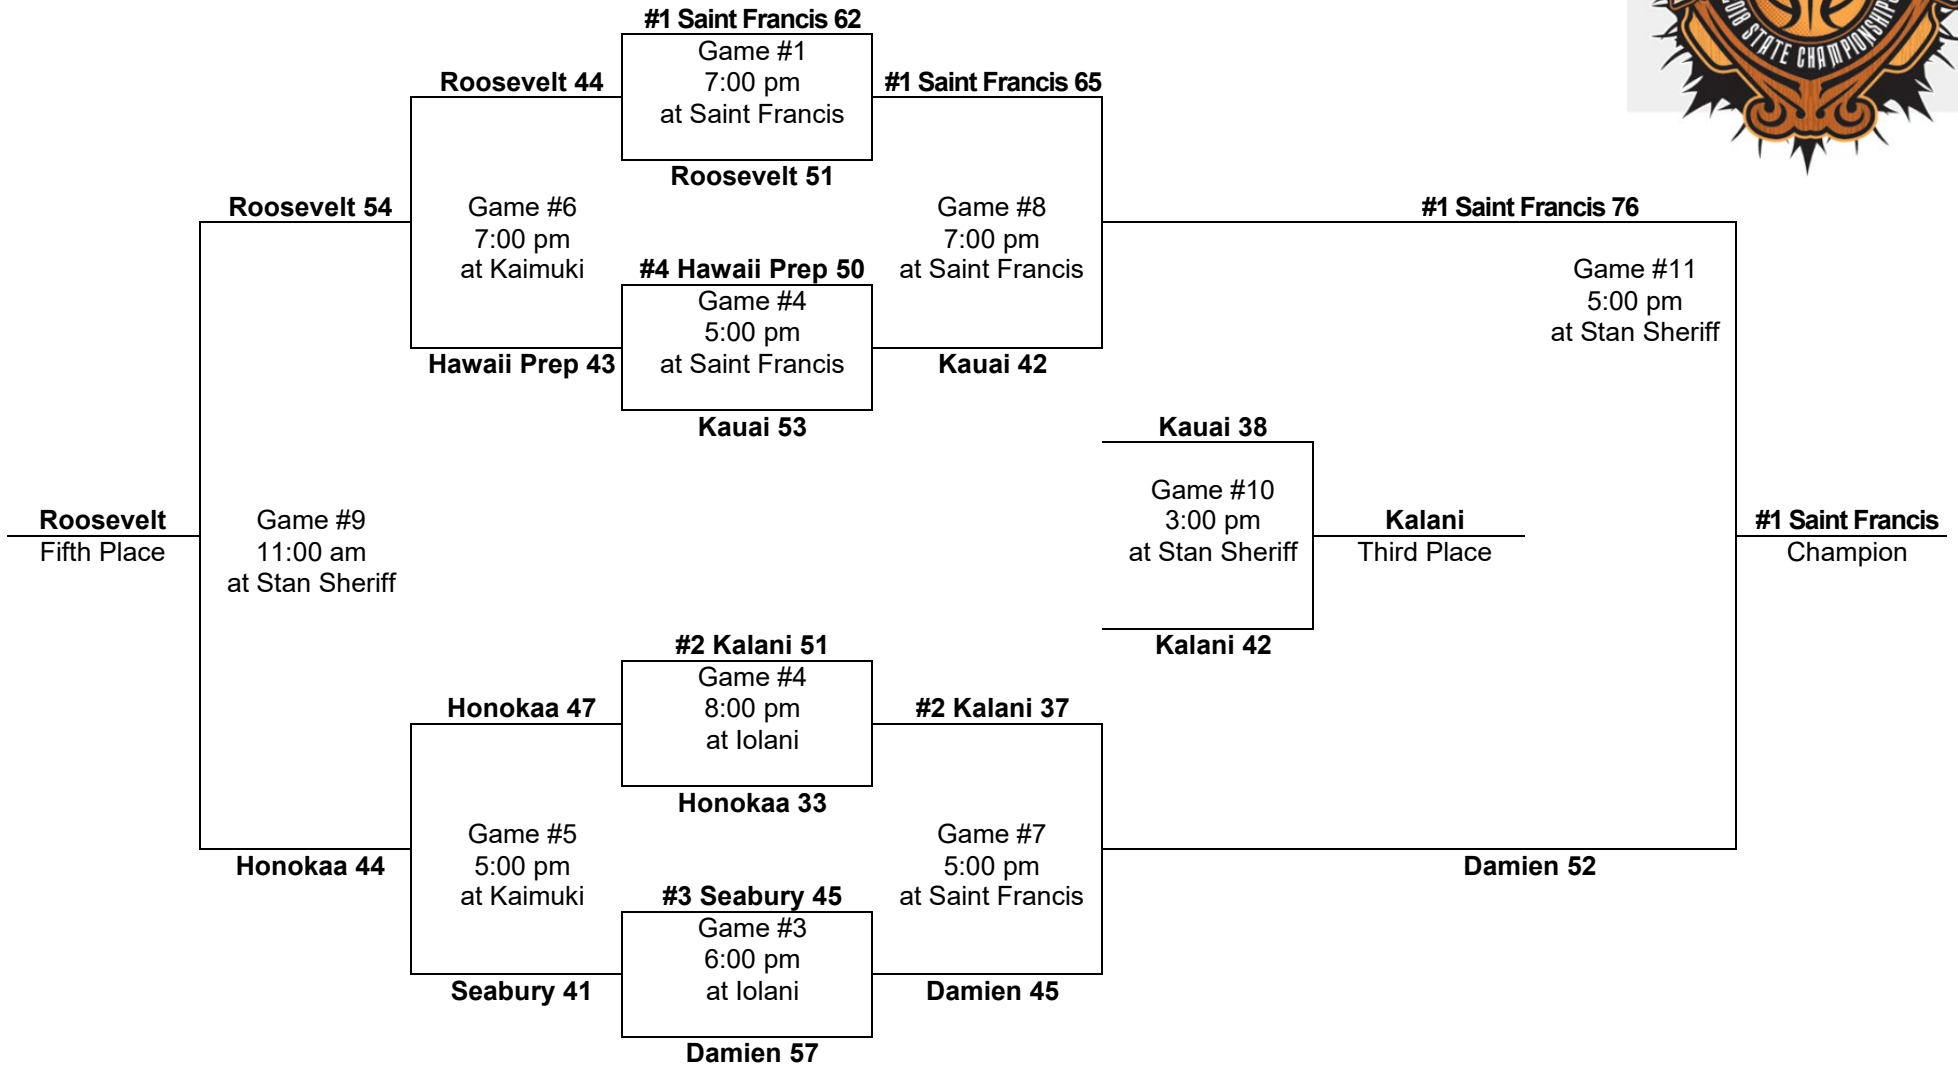 2018 STATE CHAMPIONSHIPS
#1 Saint Francis 62
Game #1
7:00 pm
at Saint Francis
Roosevelt 51
Roosevelt 44
#1 Saint Francis 65
Roosevelt 54
Game #6
7:00 pm
at Kaimuki
Game #8
7:00 pm
at Saint Francis
#1 Saint Francis 76
#4 Hawaii Prep 50
Game #4
5:00 pm
at Saint Francis
Kauai 53
Hawaii Prep 43
Kauai 42
Game #11
5:00 pm
at Stan Sheriff
Kauai 38
Game #10
3:00 pm
at Stan Sheriff
Kalani 42
Roosevelt
Fifth Place
Game #9
11:00 am
at Stan Sheriff
Kalani
Third Place
#1 Saint Francis
Champion
#2 Kalani 51
Game #4
8:00 pm
at Iolani
Honokaa 33
Honokaa 47
#2 Kalani 37
Honokaa 44
Game #5
5:00 pm
at Kaimuki
Game #7
5:00 pm
at Saint Francis
Damien 52
#3 Seabury 45
Game #3
6:00 pm
at Iolani
Damien 57
Seabury 41
Damien 45